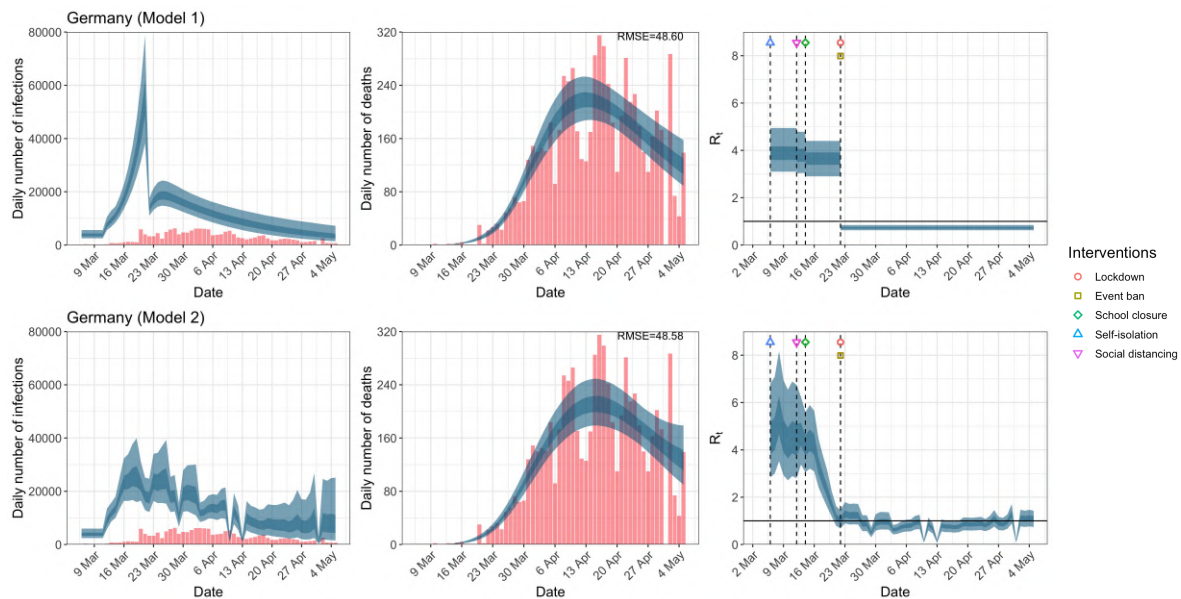 Germany (Model 1)
Daily number of infections
80000
60000
40000
20000
0
9 Mar
16 Mar
23 Mar
30 Mar
6 Apr
13 Apr
20 Apr
27 Apr
4 May
Date
Daily number of deaths
320
240
160
80
0
RMSE=48.60
9 Mar
16 Mar
23 Mar
30 Mar
6 Apr
13 Apr
20 Apr
27 Apr
4 May
Date
Rt
8
6
4
2
0
2 Mar
9 Mar
16 Mar
23 Mar
30 Mar
6 Apr
13 Apr
20 Apr
27 Apr
4 May
Date
Interventions
Lockdown
Event ban
School closure
Self-isolation
Social distancing
Germany (Model 2)
Daily number of infections
80000
60000
40000
20000
0
9 Mar
16 Mar
23 Mar
30 Mar
6 Apr
13 Apr
20 Apr
27 Apr
4 May
Date
Daily number of deaths
320
240
160
80
0
RMSE=48.58
9 Mar
16 Mar
23 Mar
30 Mar
6 Apr
13 Apr
20 Apr
27 Apr
4 May
Date
Rt
8
6
4
2
0
2 Mar
9 Mar
16 Mar
23 Mar
30 Mar
6 Apr
13 Apr
20 Apr
27 Apr
4 May
Date